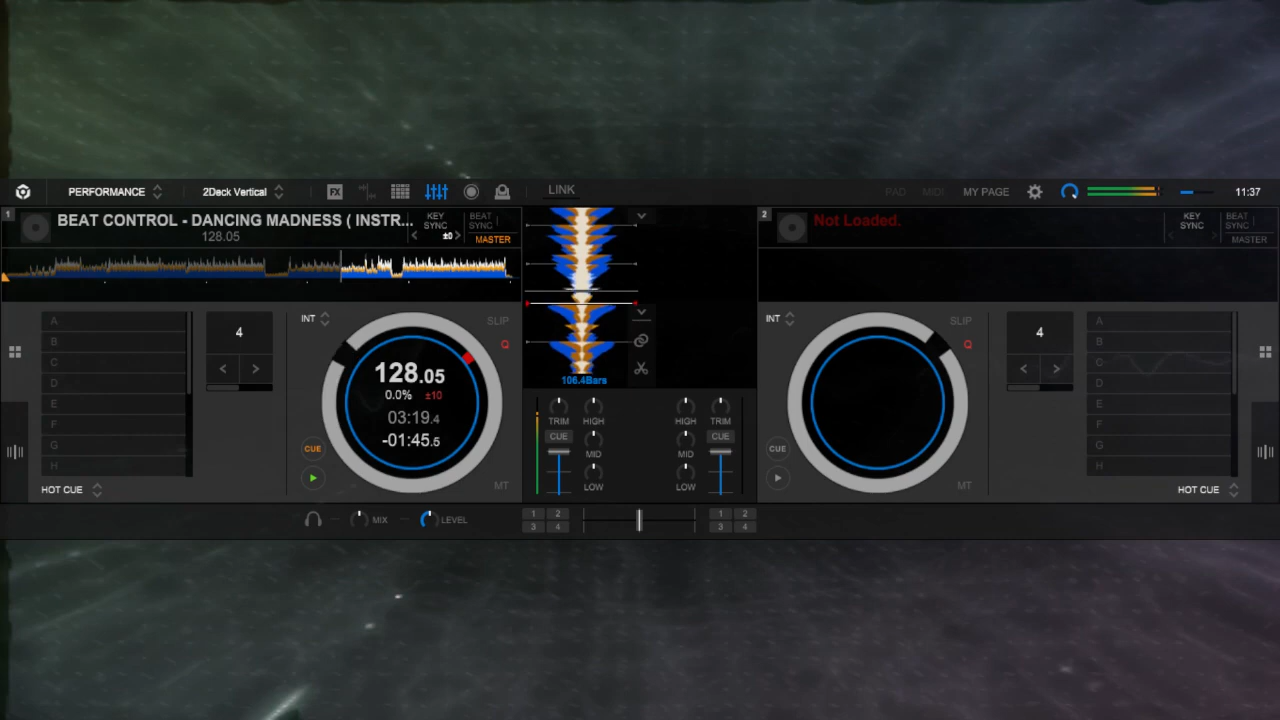 PERFORMANCE 2Deck Vertical FX LINK PAD MIDI MY PAGE 11:37
1 BEAT CONTROL - DANCING MADNESS ( INSTR...
128.05
KEY SYNC
±0
BEAT SYNC
MASTER
2 Not Loaded.
KEY SYNC
BEAT SYNC
MASTER
A
B
C
D
E
F
G
H
HOT CUE
4
INT
SLIP
Q
128.05
0.0% ±10
03:19.4
-01:45.5
CUE
MT
106.4Bars
TRIM HIGH
CUE
MID
LOW
HIGH TRIM
CUE
MID
LOW
INT
SLIP
Q
CUE
MT
4
A
B
C
D
E
F
G
H
HOT CUE
MIX LEVEL
1 2
3 4
1 2
3 4